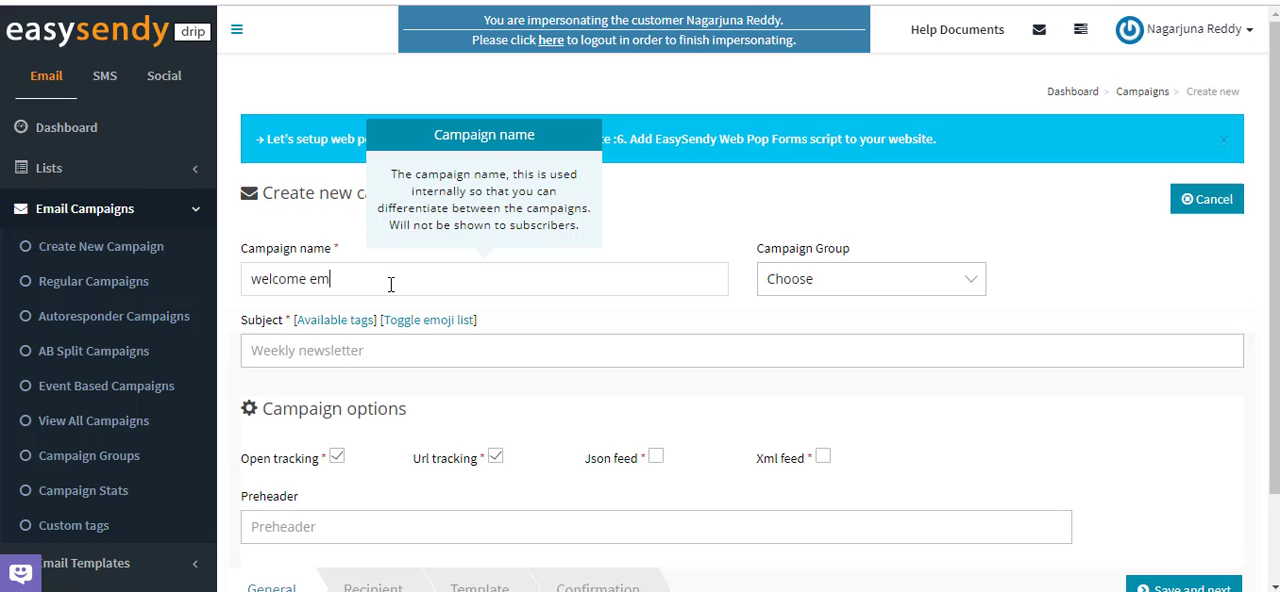 easysendy drip
You are impersonating the customer Nagarjuna Reddy.
Please click here to logout in order to finish impersonating.
Help Documents
Nagarjuna Reddy
Email SMS Social
Dashboard
Lists
Email Campaigns
Create New Campaign
Regular Campaigns
Autoresponder Campaigns
AB Split Campaigns
Event Based Campaigns
View All Campaigns
Campaign Groups
Campaign Stats
Custom tags
mail Templates
Dashboard > Campaigns > Create new
→ Let's setup web p
te :6. Add EasySendy Web Pop Forms script to your website.
×
Campaign name
The campaign name, this is used
internally so that you can
differentiate between the campaigns.
Will not be shown to subscribers.
Create new ca
Cancel
Campaign name *
welcome em
Campaign Group
Choose
Subject * [Available tags] [Toggle emoji list]
Weekly newsletter
Campaign options
Open tracking *
Url tracking *
Json feed *
Xml feed *
Preheader
Preheader
General Recipient Template Confirmation
Save and next